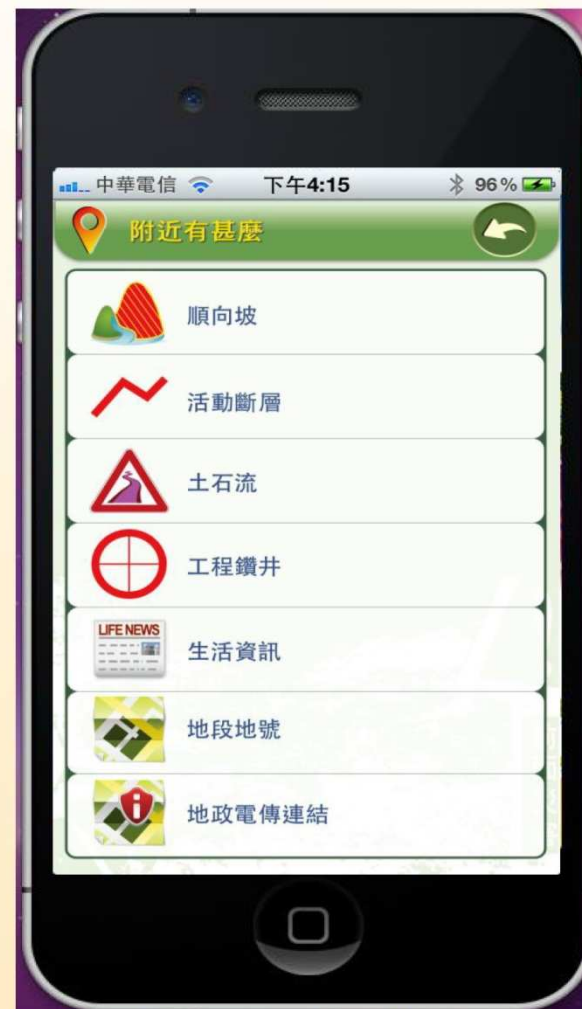 中華電信 下午4:15 96%
附近有甚麼
順向坡
活動斷層
土石流
工程鑽井
LIFE NEWS
生活資訊
地段地號
地政電傳連結